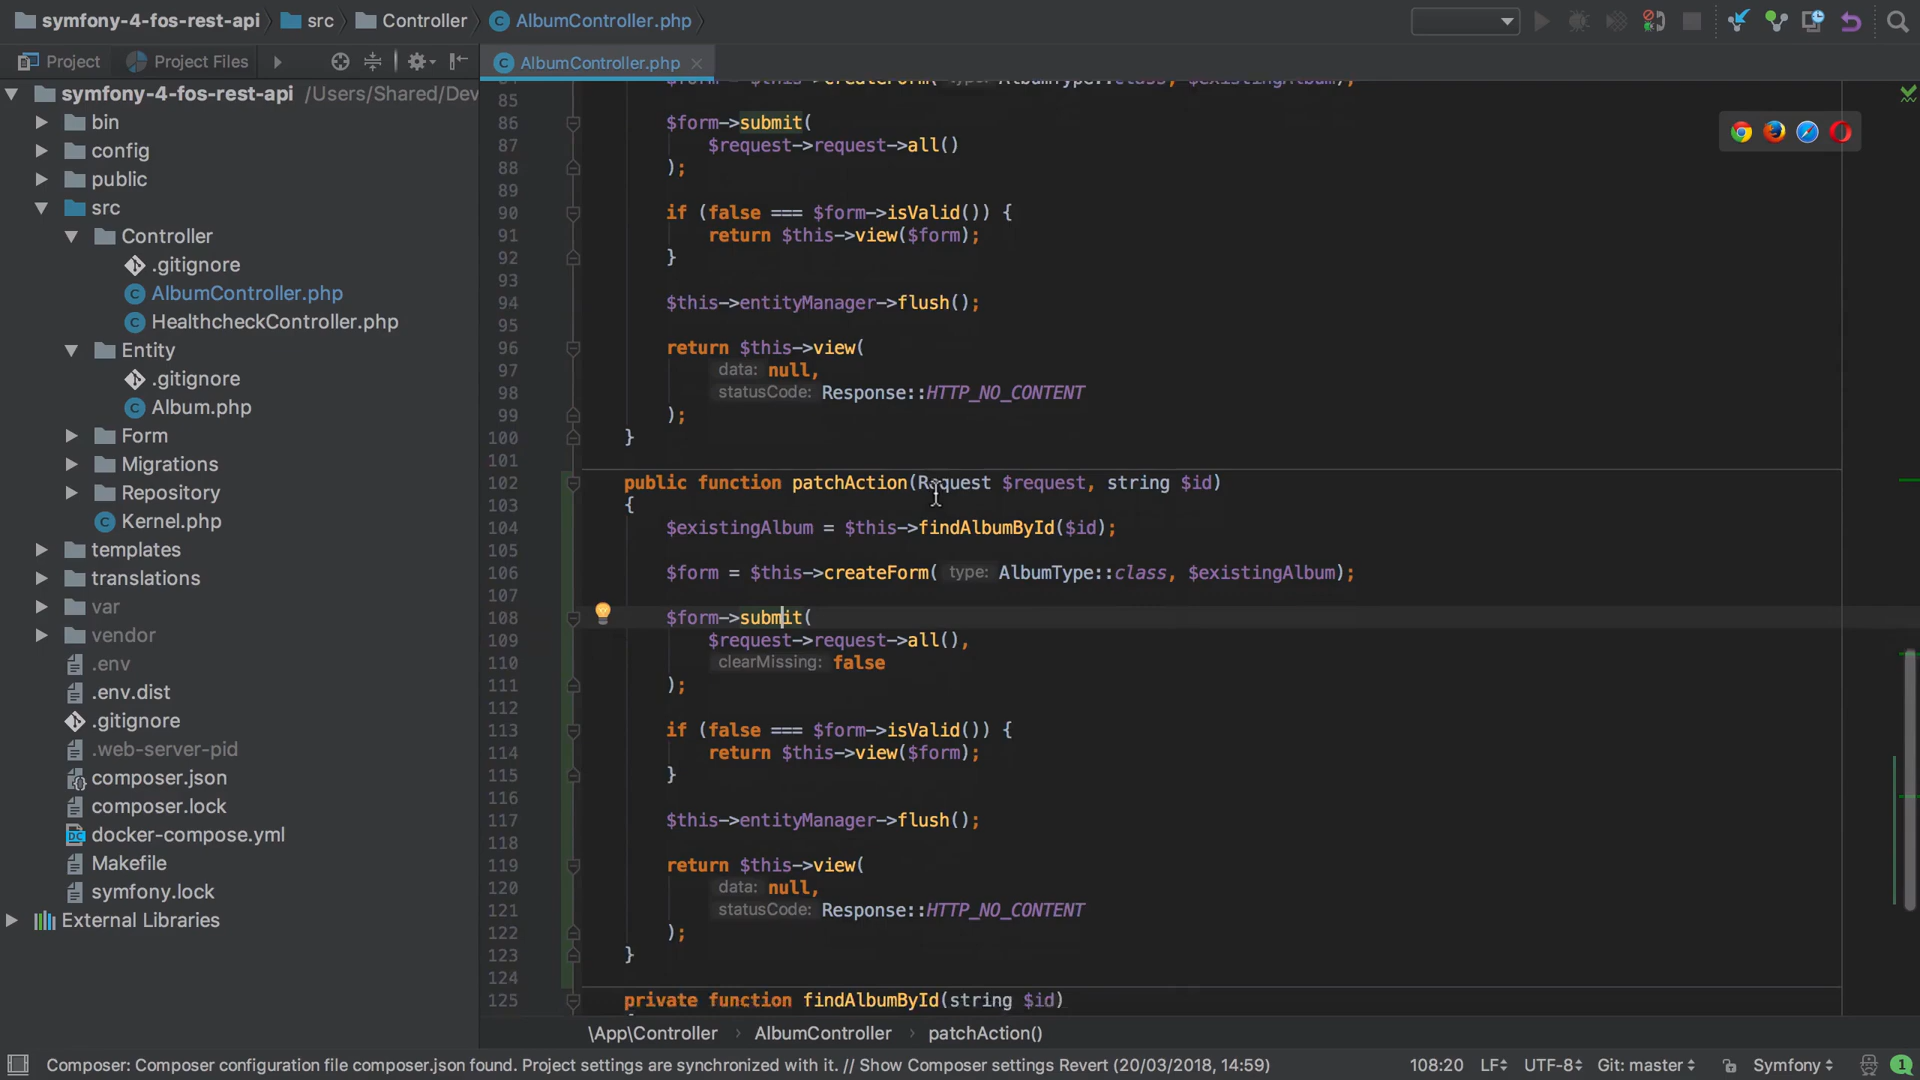 symfony-4-fos-rest-api src Controller AlbumController.php
Project Project Files
AlbumController.php
symfony-4-fos-rest-api /Users/Shared/Dev
bin
config
public
src
Controller
.gitignore
AlbumController.php
HealthcheckController.php
Entity
.gitignore
Album.php
Form
Migrations
Repository
Kernel.php
templates
translations
var
vendor
.env
.env.dist
.gitignore
.web-server-pid
composer.json
composer.lock
docker-compose.yml
Makefile
symfony.lock
External Libraries
$form = $this->createForm( type: AlbumType::class, $existingAlbum);
85
86 $form->submit(
87 $request->request->all()
88 );
89
90 if (false === $form->isValid()) {
91 return $this->view($form);
92 }
93
94 $this->entityManager->flush();
95
96 return $this->view(
97 data: null,
98 statusCode: Response::HTTP_NO_CONTENT
99 );
100 }
101
102 public function patchAction(Request $request, string $id)
103 {
104 $existingAlbum = $this->findAlbumById($id);
105
106 $form = $this->createForm( type: AlbumType::class, $existingAlbum);
107
108 $form->submit(
109 $request->request->all(),
110 clearMissing: false
111 );
112
113 if (false === $form->isValid()) {
114 return $this->view($form);
115 }
116
117 $this->entityManager->flush();
118
119 return $this->view(
120 data: null,
121 statusCode: Response::HTTP_NO_CONTENT
122 );
123 }
124
125 private function findAlbumById(string $id)
\App\Controller › AlbumController › patchAction()
Composer: Composer configuration file composer.json found. Project settings are synchronized with it. // Show Composer settings Revert (20/03/2018, 14:59) 108:20 LF UTF-8 Git: master Symfony 1